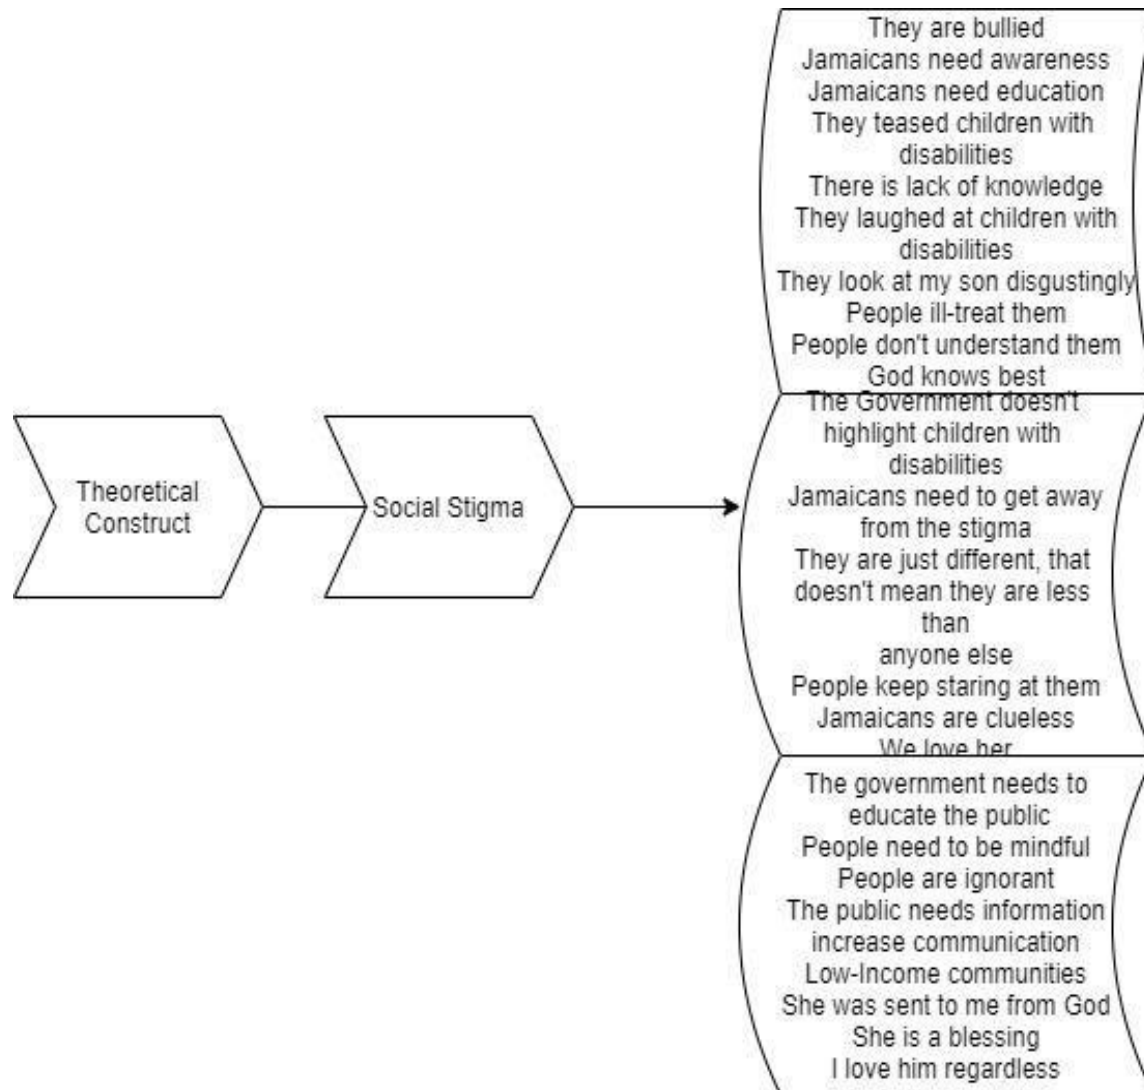 Theoretical
Construct
Social Stigma
They are bullied
Jamaicans need awareness
Jamaicans need education
They teased children with
disabilities
There is lack of knowledge
They laughed at children with
disabilities
They look at my son disgustingly
People ill-treat them
People don't understand them
God knows best
The Government doesn't
highlight children with
disabilities
Jamaicans need to get away
from the stigma
They are just different, that
doesn't mean they are less
than
anyone else
People keep staring at them
Jamaicans are clueless
We love her
The government needs to
educate the public
People need to be mindful
People are ignorant
The public needs information
increase communication
Low-Income communities
She was sent to me from God
She is a blessing
I love him regardless